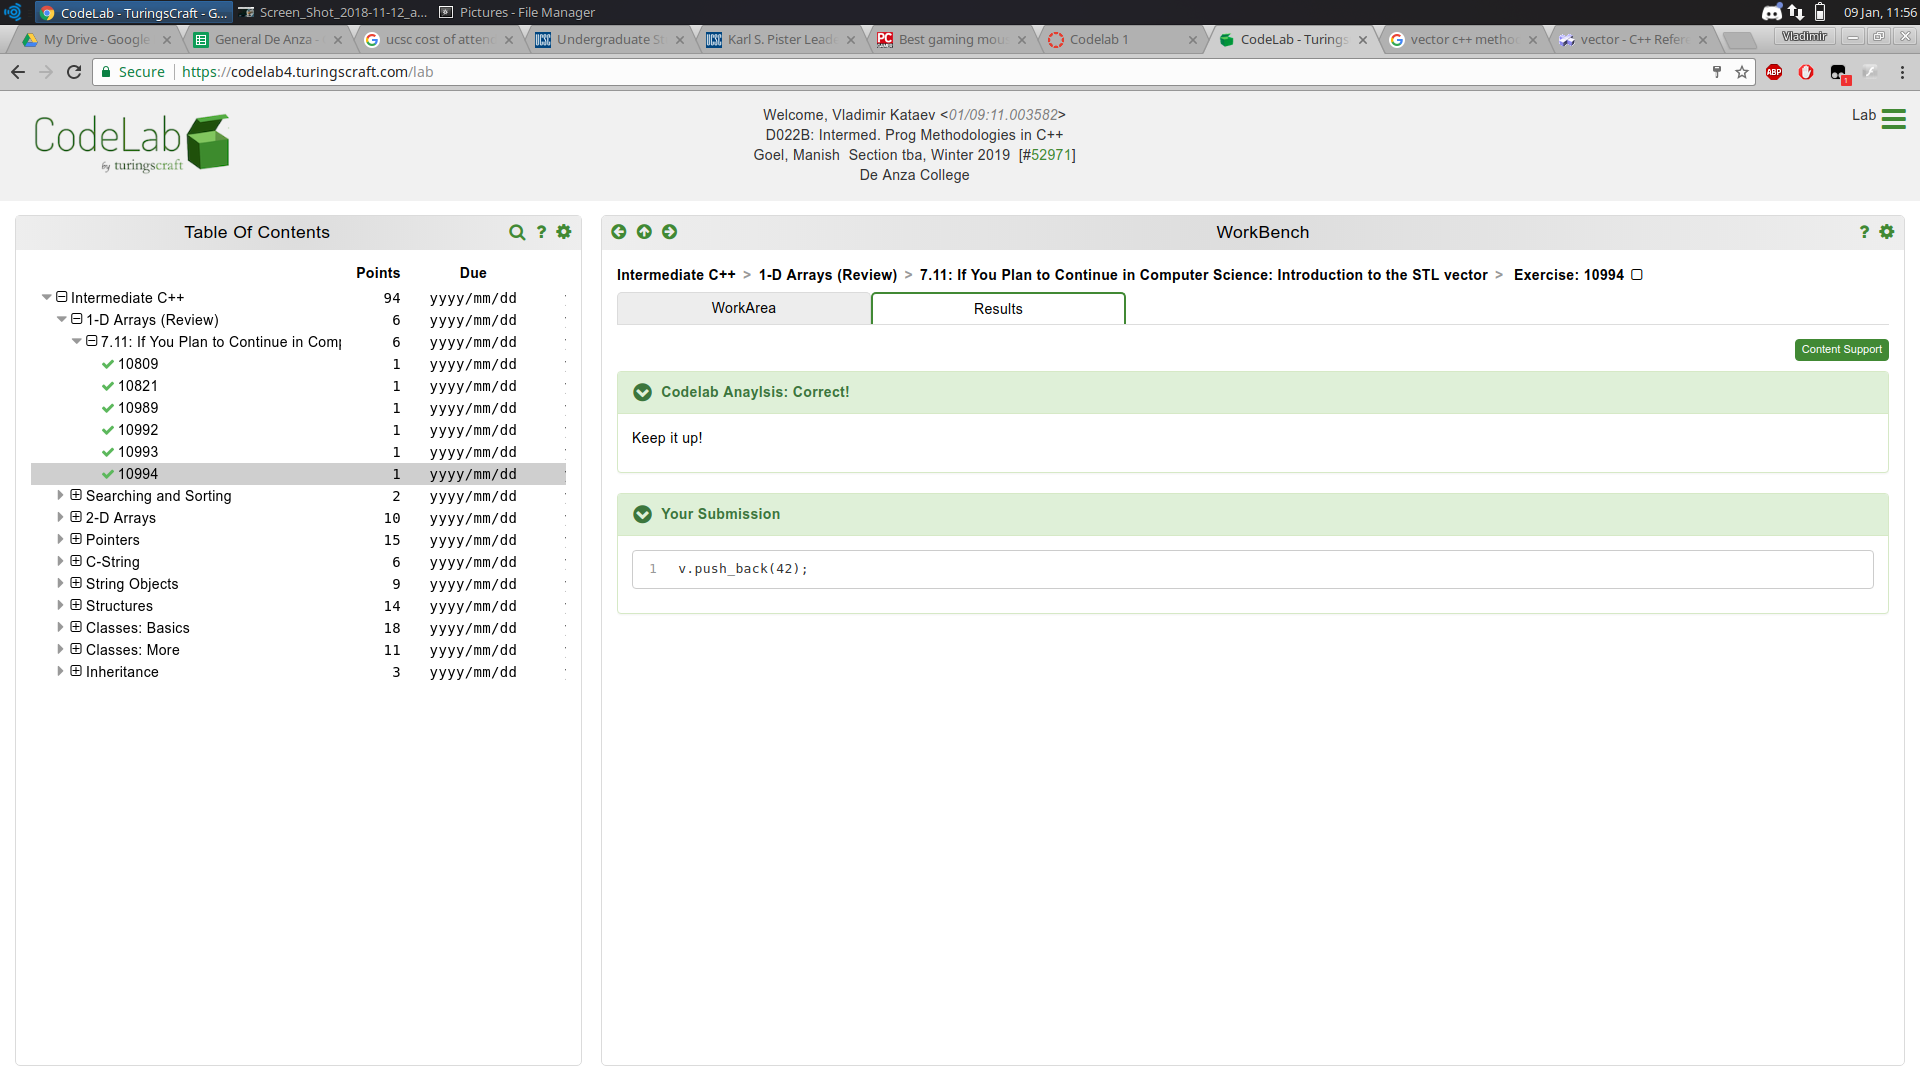 CodeLab - TuringsCraft - G...
Screen_Shot_2018-11-12_a...
Pictures - File Manager
09 Jan, 11:56
My Drive - Google
General De Anza -
ucsc cost of attend
Undergraduate St
Karl S. Pister Lead
Best gaming mou
Codelab 1
CodeLab - Turings
vector c++ metho
vector - C++ Refer
Vladimir
Secure
https://codelab4.turingscraft.com/lab
ABP
1
CodeLab
by turingscraft
Welcome, Vladimir Kataev <01/09:11.003582>
D022B: Intermed. Prog Methodologies in C++
Goel, Manish Section tba, Winter 2019 [#52971]
De Anza College
Lab
Table Of Contents
?
Points Due
Intermediate C++ 94 yyyy/mm/dd
1-D Arrays (Review) 6 yyyy/mm/dd
7.11: If You Plan to Continue in Comp 6 yyyy/mm/dd
10809 1 yyyy/mm/dd
10821 1 yyyy/mm/dd
10989 1 yyyy/mm/dd
10992 1 yyyy/mm/dd
10993 1 yyyy/mm/dd
10994 1 yyyy/mm/dd
Searching and Sorting 2 yyyy/mm/dd
2-D Arrays 10 yyyy/mm/dd
Pointers 15 yyyy/mm/dd
C-String 6 yyyy/mm/dd
String Objects 9 yyyy/mm/dd
Structures 14 yyyy/mm/dd
Classes: Basics 18 yyyy/mm/dd
Classes: More 11 yyyy/mm/dd
Inheritance 3 yyyy/mm/dd
WorkBench
?
Intermediate C++ > 1-D Arrays (Review) > 7.11: If You Plan to Continue in Computer Science: Introduction to the STL vector > Exercise: 10994
WorkArea
Results
Content Support
Codelab Anaylsis: Correct!
Keep it up!
Your Submission
1 v.push_back(42);